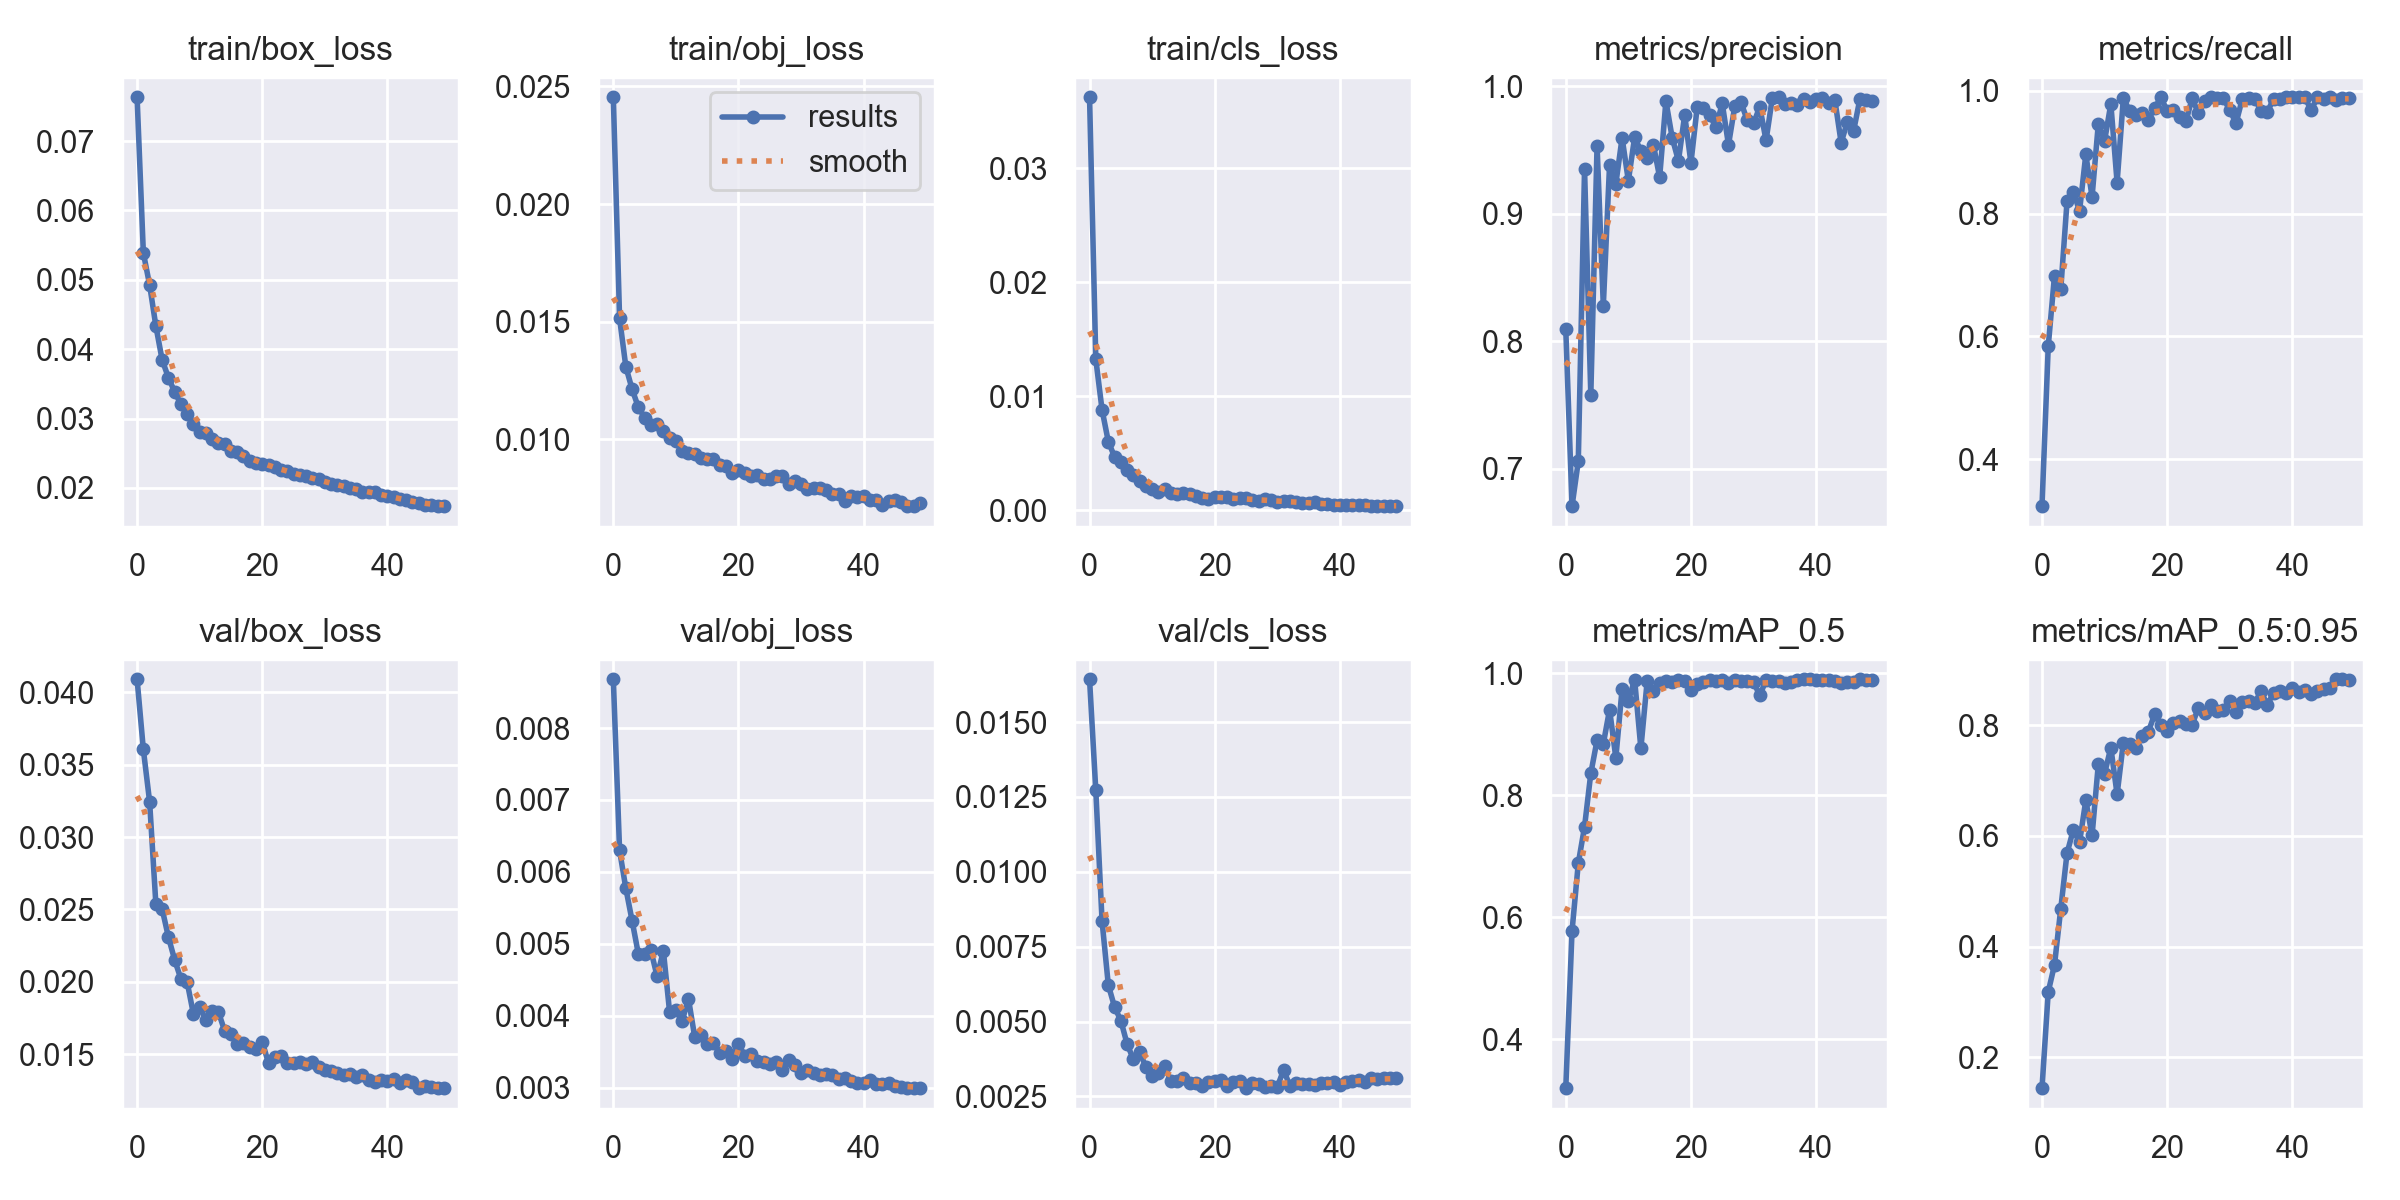 train/box_loss
0.07
0.06
0.05
0.04
0.03
0.02
0 20 40
train/obj_loss
results
smooth
0.025
0.020
0.015
0.010
0 20 40
train/cls_loss
0.03
0.02
0.01
0.00
0 20 40
metrics/precision
1.0
0.9
0.8
0.7
0 20 40
metrics/recall
1.0
0.8
0.6
0.4
0 20 40
val/box_loss
0.040
0.035
0.030
0.025
0.020
0.015
0 20 40
val/obj_loss
0.008
0.007
0.006
0.005
0.004
0.003
0 20 40
val/cls_loss
0.0150
0.0125
0.0100
0.0075
0.0050
0.0025
0 20 40
metrics/mAP_0.5
1.0
0.8
0.6
0.4
0 20 40
metrics/mAP_0.5:0.95
0.8
0.6
0.4
0.2
0 20 40